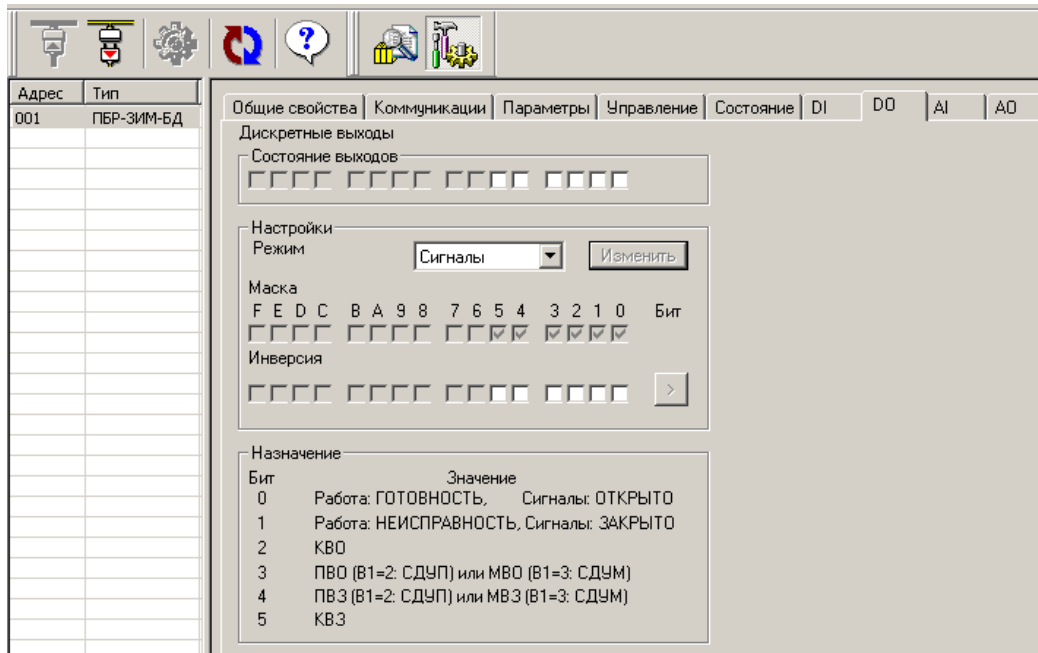 Адрес Тип
001 ПБР-ЗИМ-БД
Общие свойства Коммуникации Параметры Управление Состояние DI DO AI AO
Дискретные выходы
Состояние выходов
Настройки
Режим Сигналы Изменить
Маска
F E D C B A 9 8 7 6 5 4 3 2 1 0 Бит
Инверсия
>
Назначение
Бит Значение
0 Работа: ГОТОВНОСТЬ, Сигналы: ОТКРЫТО
1 Работа: НЕИСПРАВНОСТЬ, Сигналы: ЗАКРЫТО
2 КВО
3 ПВО (В1=2: СДУП) или МВО (В1=3: СДУМ)
4 ПВЗ (В1=2: СДУП) или МВЗ (В1=3: СДУМ)
5 КВЗ